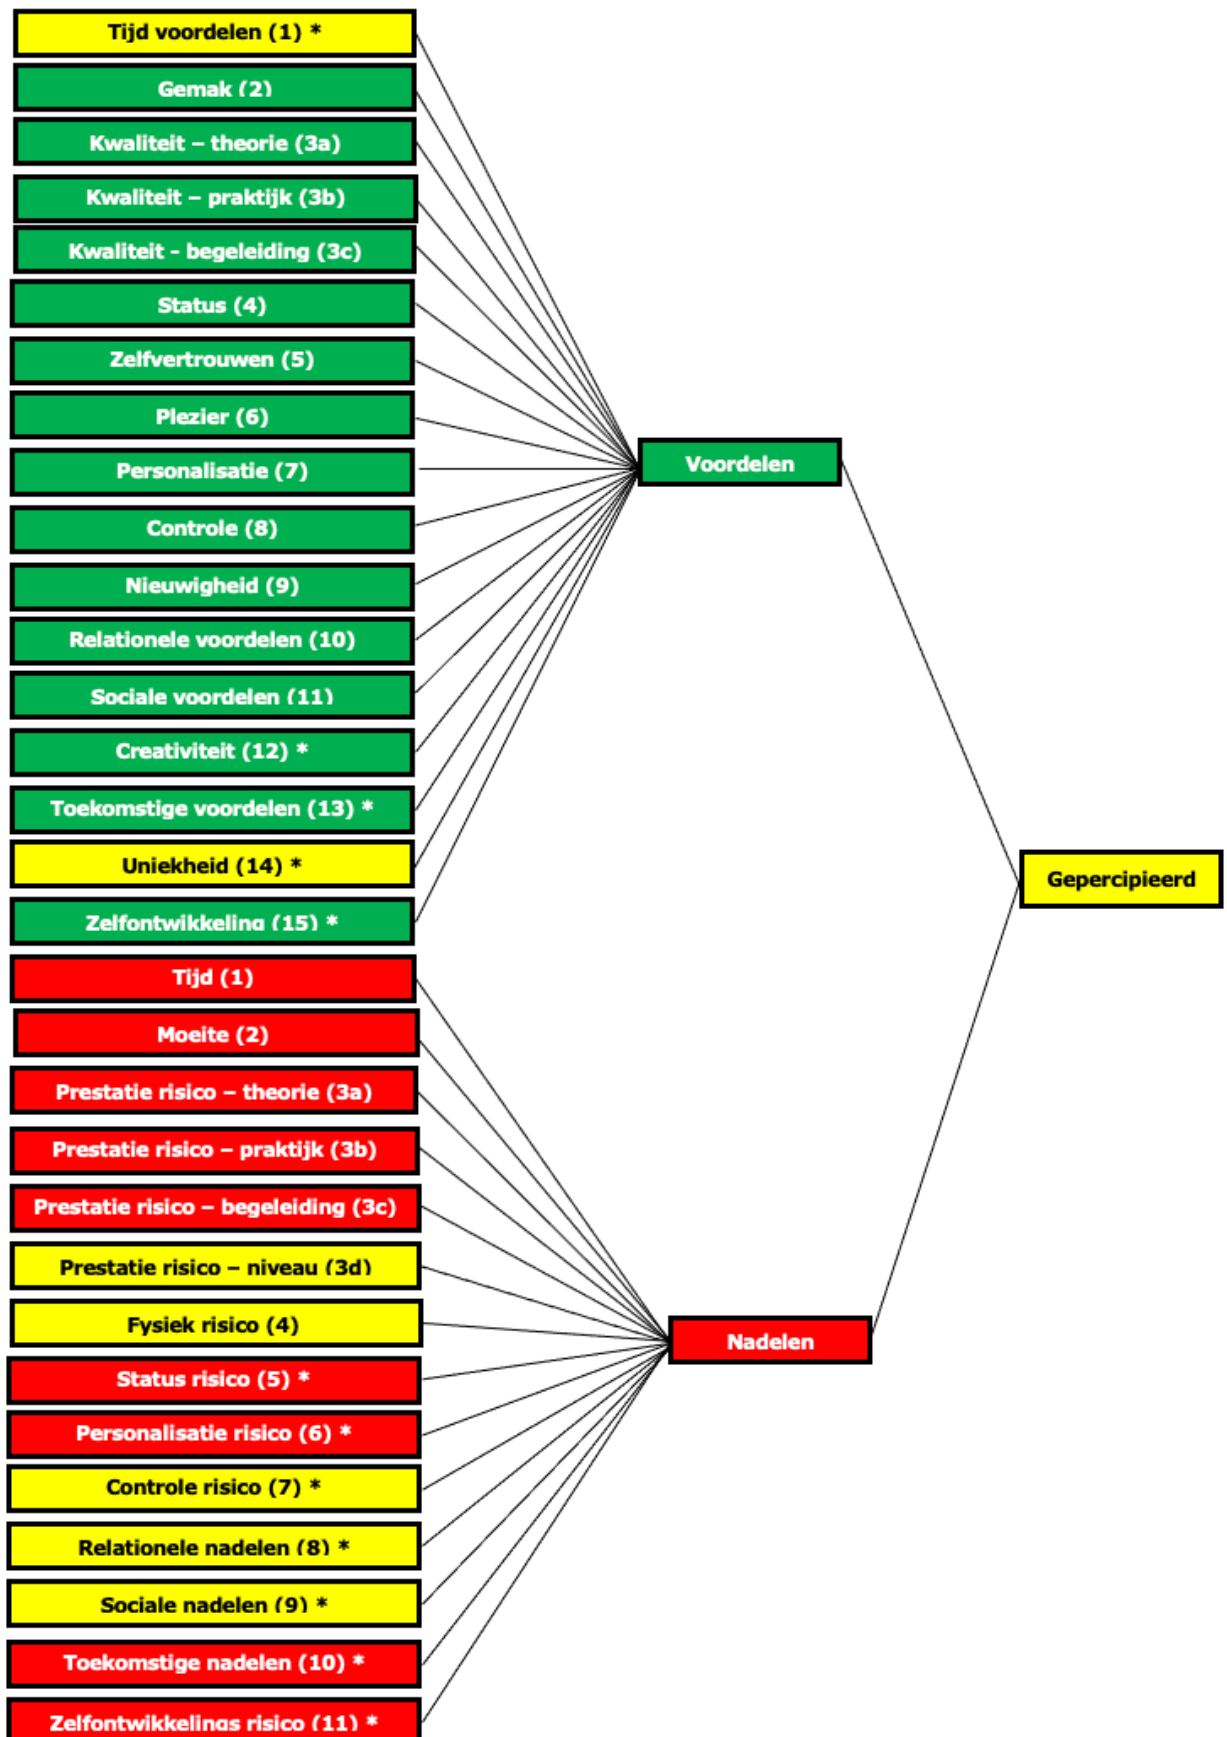 Tijd voordelen (1) *
Gemak (2)
Kwaliteit – theorie (3a)
Kwaliteit – praktijk (3b)
Kwaliteit - begeleiding (3c)
Status (4)
Zelfvertrouwen (5)
Plezier (6)
Personalisatie (7)
Controle (8)
Nieuwigheid (9)
Relationele voordelen (10)
Sociale voordelen (11)
Creativiteit (12) *
Toekomstige voordelen (13) *
Uniekheid (14) *
Zelfontwikkeling (15) *
Tijd (1)
Moeite (2)
Prestatie risico – theorie (3a)
Prestatie risico – praktijk (3b)
Prestatie risico – begeleiding (3c)
Prestatie risico – niveau (3d)
Fysiek risico (4)
Status risico (5) *
Personalisatie risico (6) *
Controle risico (7) *
Relationele nadelen (8) *
Sociale nadelen (9) *
Toekomstige nadelen (10) *
Zelfontwikkelings risico (11) *
Voordelen
Nadelen
Gepercipieerd